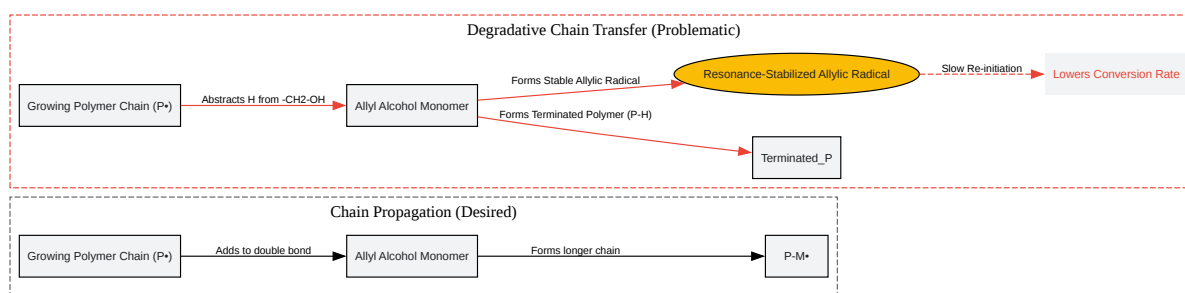 Degradative Chain Transfer (Problematic)
Growing Polymer Chain (P•)
Abstracts H from -CH2-OH
Allyl Alcohol Monomer
Forms Stable Allylic Radical
Resonance-Stabilized Allylic Radical
Slow Re-initiation
Lowers Conversion Rate
Forms Terminated Polymer (P-H)
Terminated_P
Chain Propagation (Desired)
Growing Polymer Chain (P•)
Adds to double bond
Allyl Alcohol Monomer
Forms longer chain
P-M•